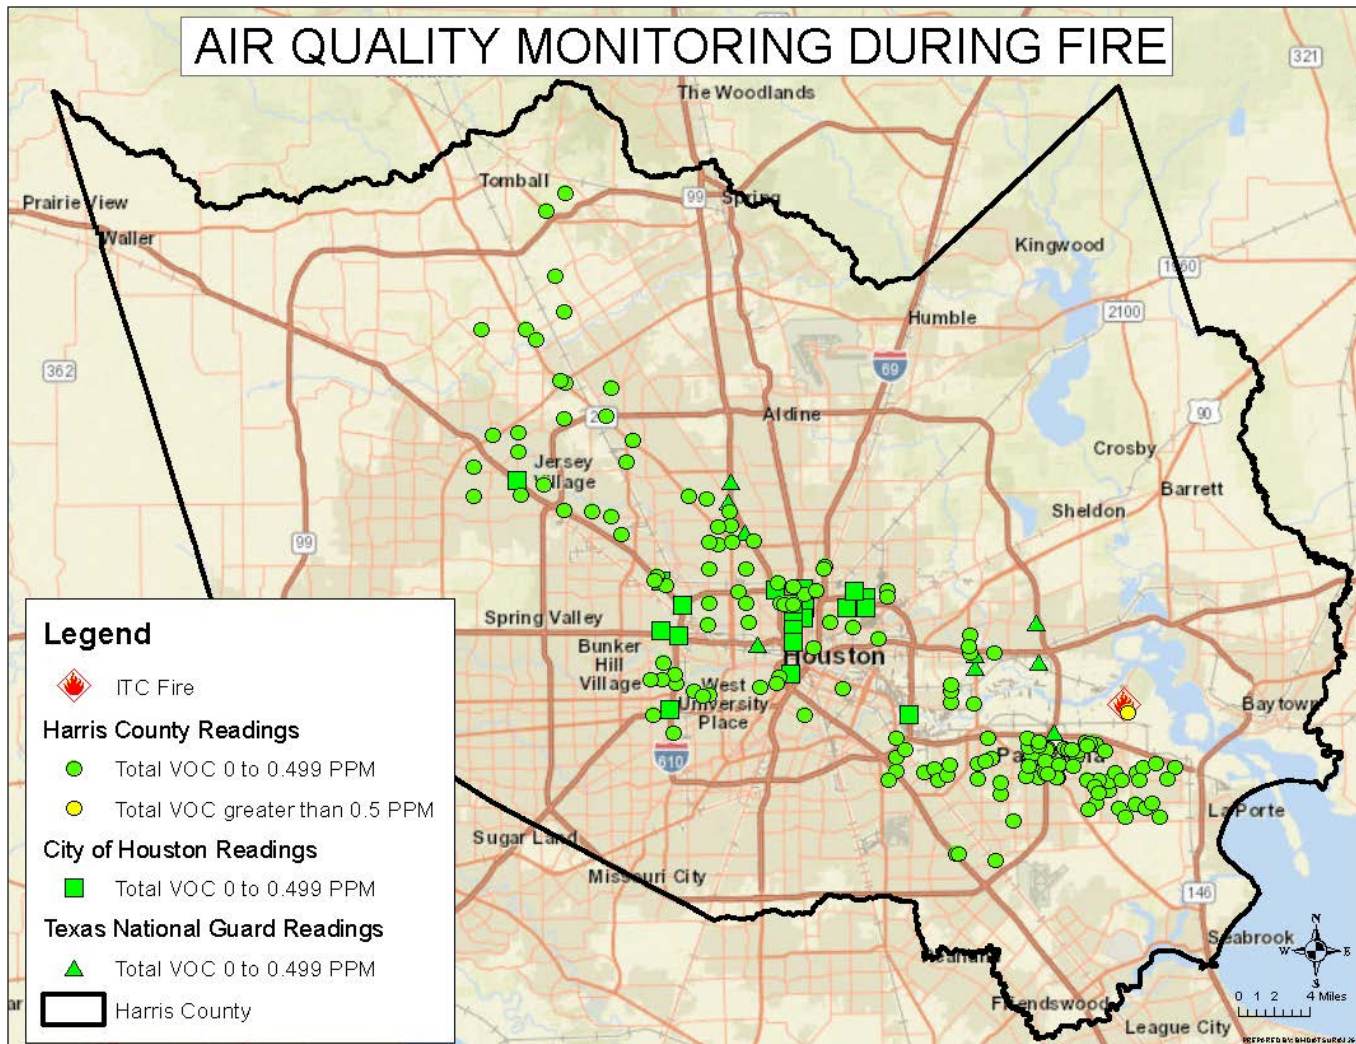 AIR QUALITY MONITORING DURING FIRE
321
The Woodlands
Tomball
99
Spring
Prairie View
Waller
Kingwood
1960
2100
Humble
362
69
90
Aldine
Crosby
Jersey
Village
Barrett
Sheldon
99
Spring Valley
Bunker
Hill
Village
Houston
West
University
Place
Baytown
610
Pasadena
La Porte
Sugar Land
Missouri City
146
Seabrook
Pearland
Friendswood
League City
Legend
ITC Fire
Harris County Readings
Total VOC 0 to 0.499 PPM
Total VOC greater than 0.5 PPM
City of Houston Readings
Total VOC 0 to 0.499 PPM
Texas National Guard Readings
Total VOC 0 to 0.499 PPM
Harris County
N
W E
S
0 1 2 4 Miles